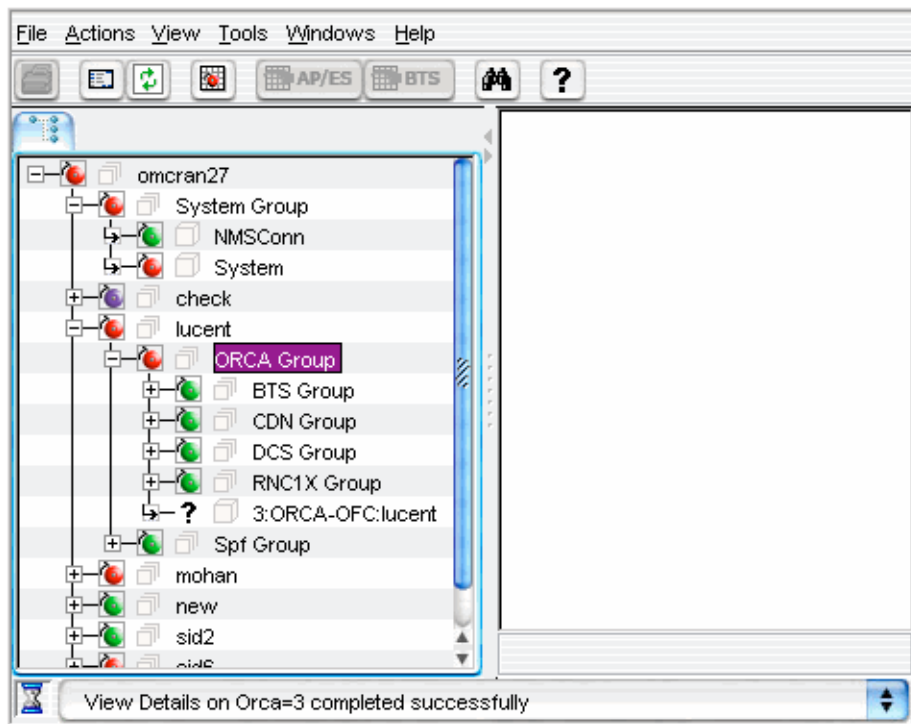 File Actions View Tools Windows Help
AP/ES BTS ?
omcran27
System Group
NMSConn
System
check
lucent
ORCA Group
BTS Group
CDN Group
DCS Group
RNC1X Group
? 3:ORCA-OFC:lucent
Spf Group
mohan
new
sid2
View Details on Orca=3 completed successfully